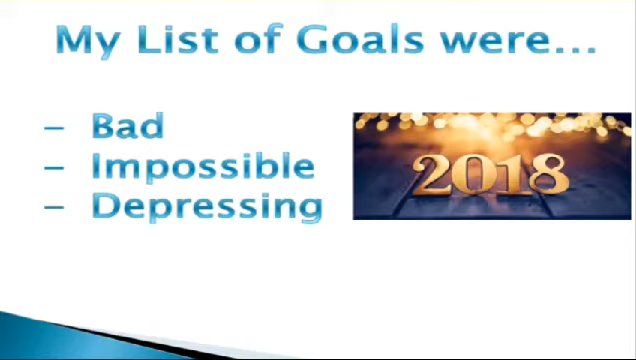 My List of Goals were...
– Bad
– Impossible
– Depressing
2018